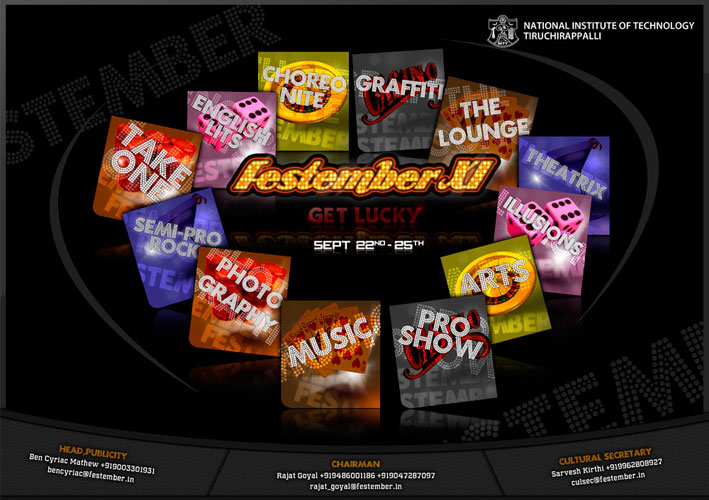 STEMBER
NATIONAL INSTITUTE OF TECHNOLOGY
TIRUCHIRAPPALLI
CHOREO
NITE
GRAFFITI
ENGLISH
LITS
THE
LOUNGE
TAKE
ONE
THEATRIX
Festember XI
GET LUCKY
SEPT 22ND - 25TH
SEMI-PRO
ROCK
ILLUSIONS
PHOTO
GRAPHY
ARTS
MUSIC
PRO
SHOW
STEMBER
HEAD,PUBLICITY
Ben Cyriac Mathew +919003301931
bencyriac@festember.in
CHAIRMAN
Rajat Goyal +919486001186 +919047287097
rajat_goyal@festember.in
CULTURAL SECRETARY
Sarvesh Kirthi +919962808927
culsec@festember.in